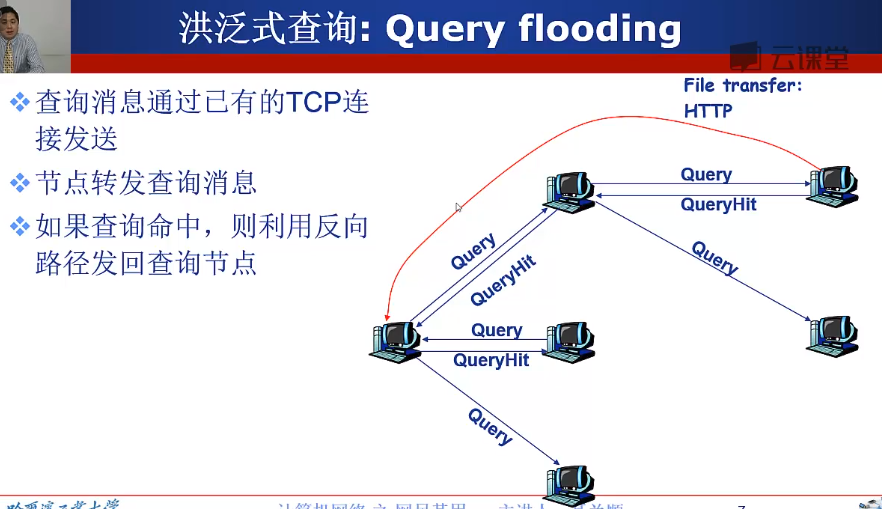 洪泛式查询: Query flooding
云课堂
查询消息通过已有的TCP连
接发送
节点转发查询消息
如果查询命中，则利用反向
路径发回查询节点
File transfer:
HTTP
Query
QueryHit
Query
Query
QueryHit
Query
QueryHit
Query